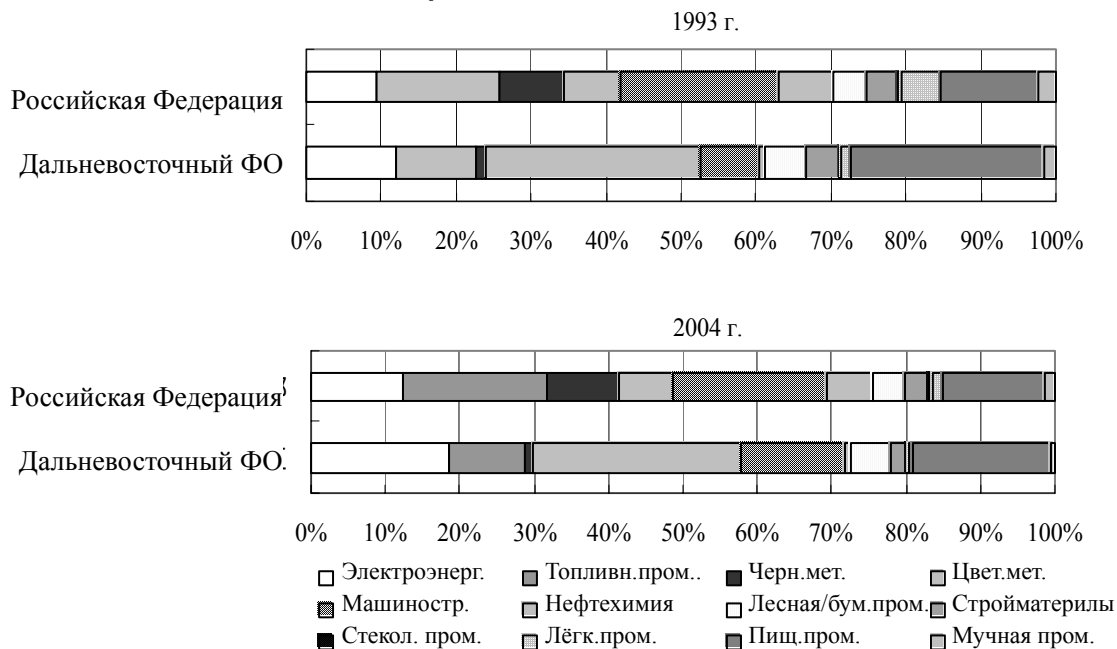 1993 г.
Российская Федерация
Дальневосточный ФО
0% 10% 20% 30% 40% 50% 60% 70% 80% 90% 100%
2004 г.
Российская Федерация
Дальневосточный ФО.
0% 10% 20% 30% 40% 50% 60% 70% 80% 90% 100%
Электроэнерг. Топливн.пром.. Черн.мет. Цвет.мет.
Машиностр. Нефтехимия Лесная/бум.пром. Стройматерилы
Стекол. пром. Лёгк.пром. Пищ.пром. Мучная пром.